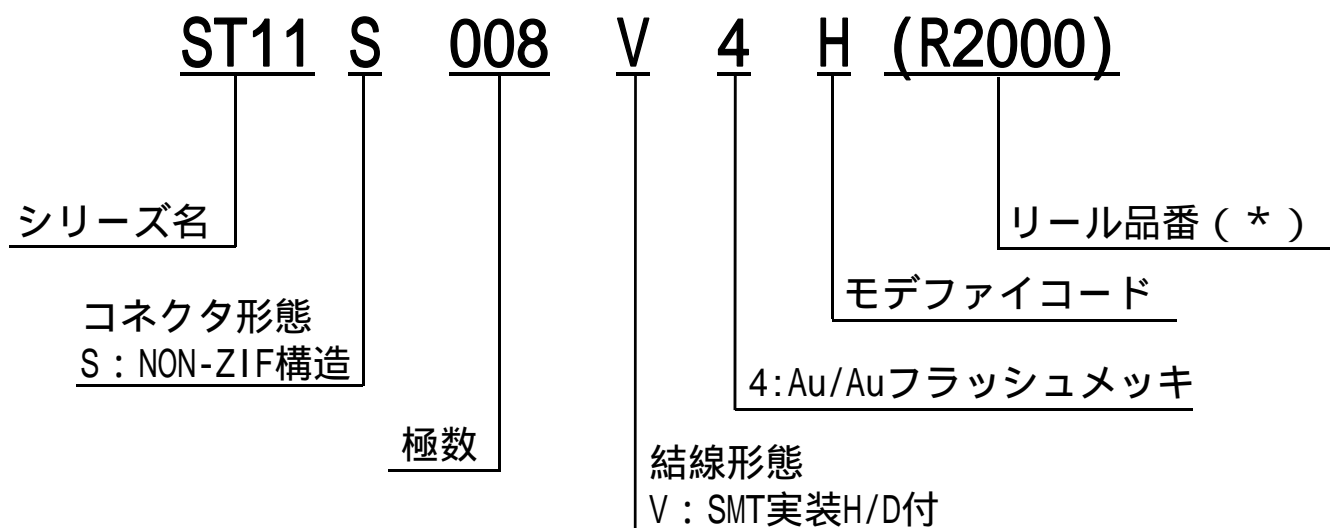 ST11 S 008 V 4 H (R2000)
シリーズ名
リール品番(*)
モデファイコード
コネクタ形態
S:NON-ZIF構造
4:Au/Auフラッシュメッキ
極数
結線形態
V:SMT実装H/D付